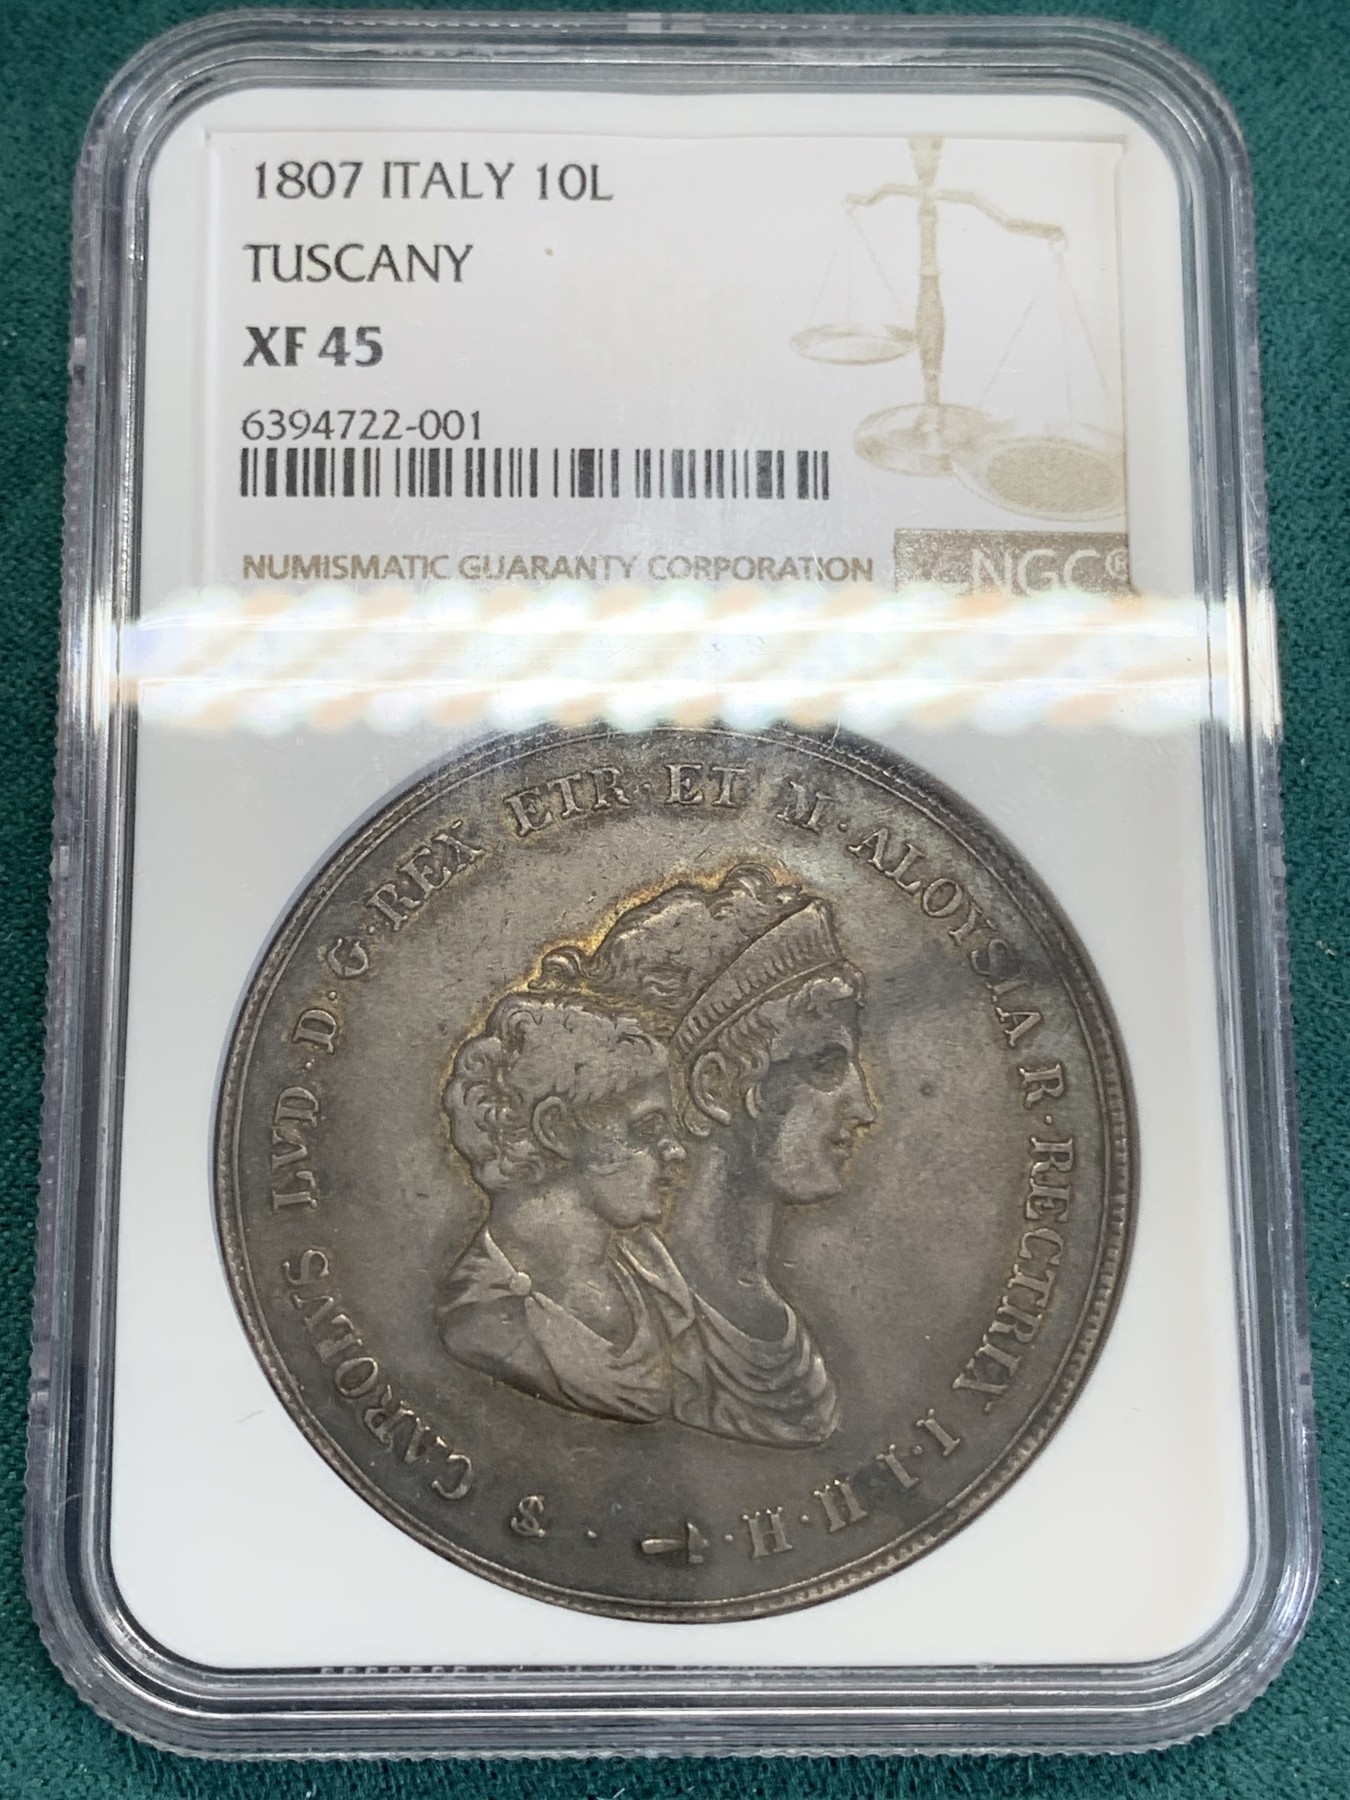 1807 ITALY 10L
TUSCANY
XF 45
6394722-001
NUMISMATIC GUARANTY CORPORATION
NGC®
CAROLVS LVD · D · G · REX ETR · ET M · ALOYSIA R · RECTRIX I · I · H · H ·
S